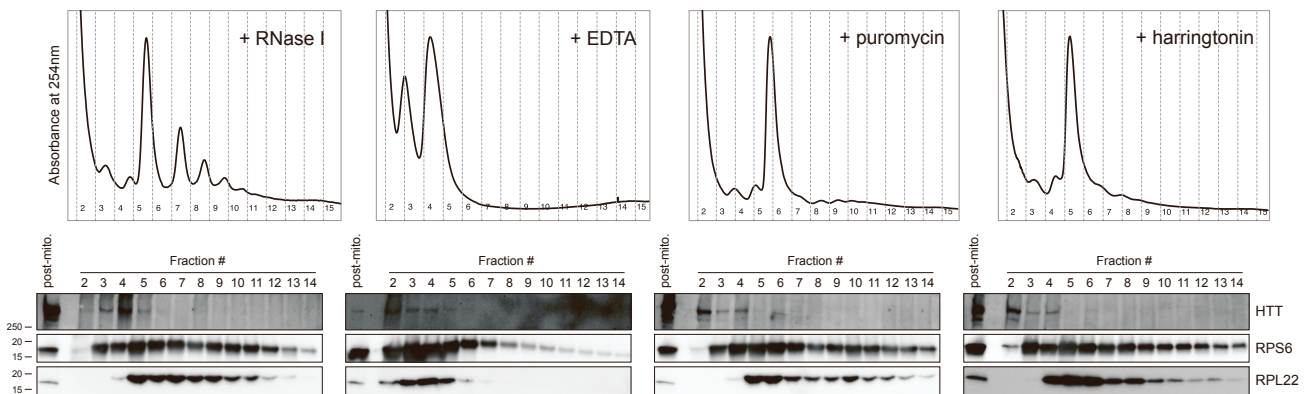 Absorbance at 254nm
+ RNase I
2 3 4 5 6 7 8 9 10 11 12 13 14 15
+ EDTA
2 3 4 5 6 7 8 9 10 11 12 13 14 15
+ puromycin
2 3 4 5 6 7 8 9 10 11 12 13 14 15
+ harringtonin
2 3 4 5 6 7 8 9 10 11 12 13 14 15
post-mito.
Fraction #
2 3 4 5 6 7 8 9 10 11 12 13 14
post-mito.
Fraction #
2 3 4 5 6 7 8 9 10 11 12 13 14
post-mito.
Fraction #
2 3 4 5 6 7 8 9 10 11 12 13 14
post-mito.
Fraction #
2 3 4 5 6 7 8 9 10 11 12 13 14
HTT
250
20
15
RPS6
20
15
RPL22